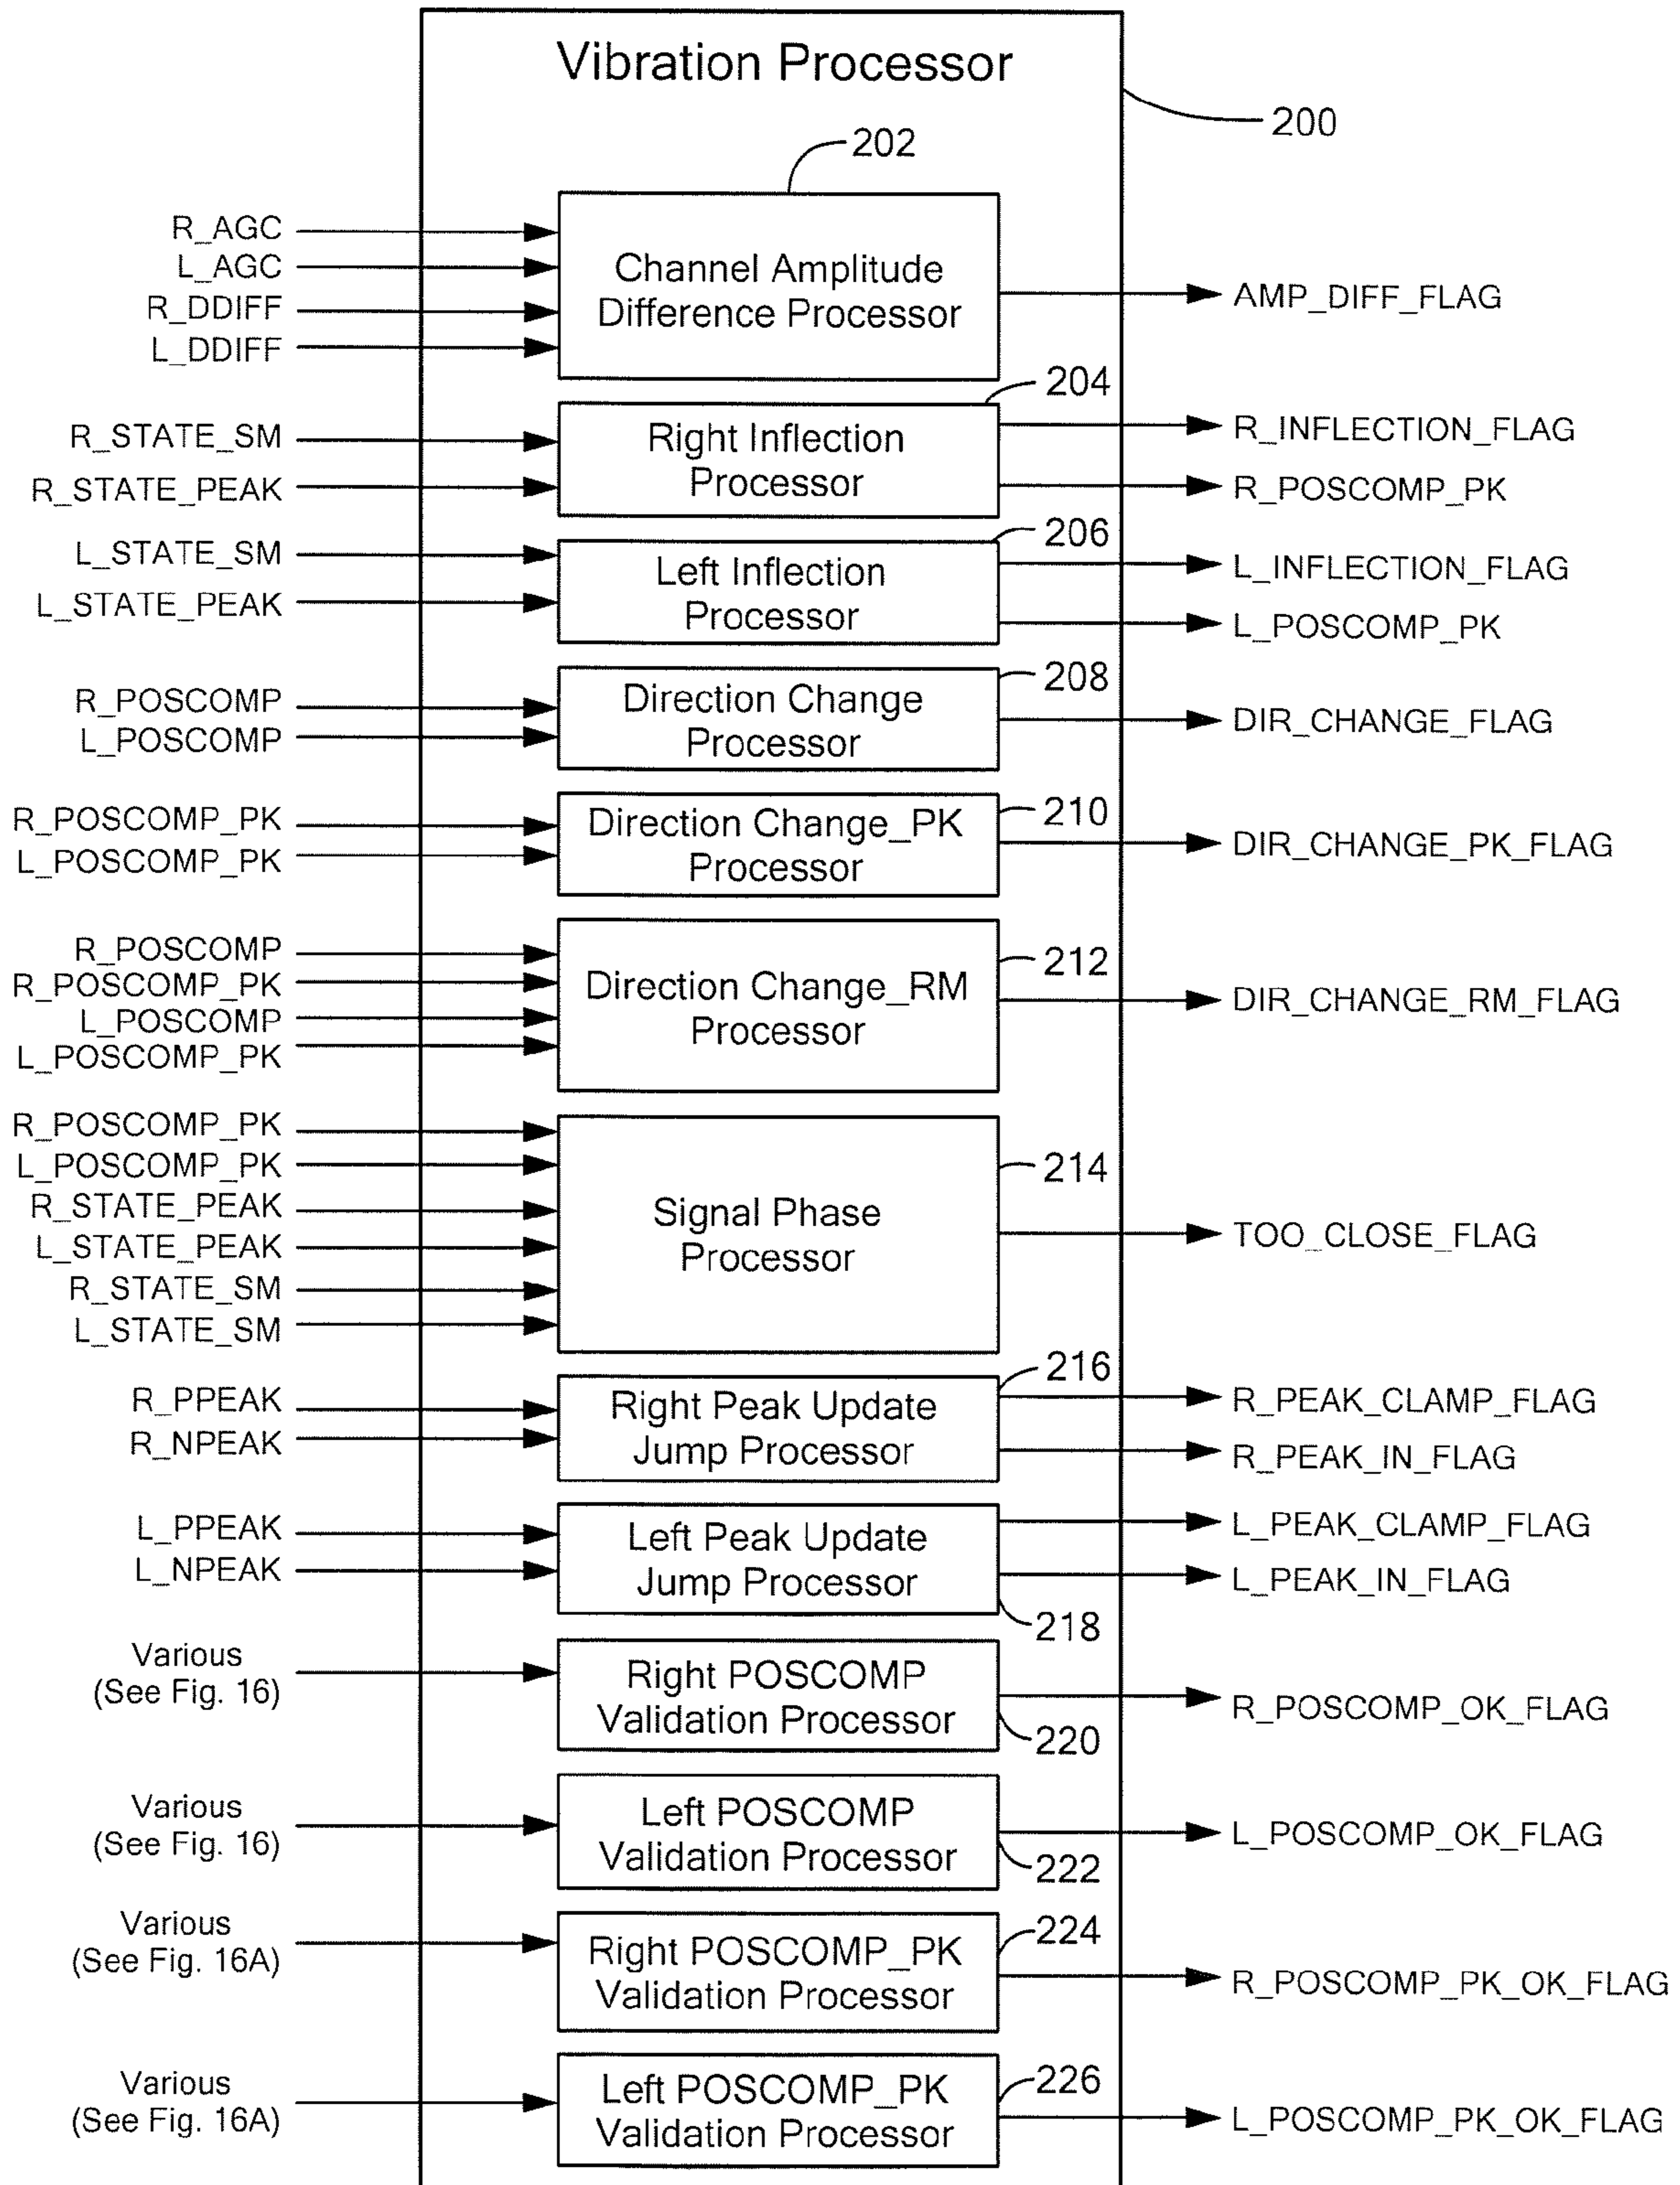 Vibration Processor
200
202
R_AGC
L_AGC
R_DDIFF
L_DDIFF
Channel Amplitude
Difference Processor
AMP_DIFF_FLAG
204
R_STATE_SM
R_STATE_PEAK
Right Inflection
Processor
R_INFLECTION_FLAG
R_POSCOMP_PK
206
L_STATE_SM
L_STATE_PEAK
Left Inflection
Processor
L_INFLECTION_FLAG
L_POSCOMP_PK
208
R_POSCOMP
L_POSCOMP
Direction Change
Processor
DIR_CHANGE_FLAG
210
R_POSCOMP_PK
L_POSCOMP_PK
Direction Change_PK
Processor
DIR_CHANGE_PK_FLAG
212
R_POSCOMP
R_POSCOMP_PK
L_POSCOMP
L_POSCOMP_PK
Direction Change_RM
Processor
DIR_CHANGE_RM_FLAG
214
R_POSCOMP_PK
L_POSCOMP_PK
R_STATE_PEAK
L_STATE_PEAK
R_STATE_SM
L_STATE_SM
Signal Phase
Processor
TOO_CLOSE_FLAG
216
R_PPEAK
R_NPEAK
Right Peak Update
Jump Processor
R_PEAK_CLAMP_FLAG
R_PEAK_IN_FLAG
L_PPEAK
L_NPEAK
Left Peak Update
Jump Processor
L_PEAK_CLAMP_FLAG
L_PEAK_IN_FLAG
218
Various
(See Fig. 16)
Right POSCOMP
Validation Processor
R_POSCOMP_OK_FLAG
220
Various
(See Fig. 16)
Left POSCOMP
Validation Processor
L_POSCOMP_OK_FLAG
222
Various
(See Fig. 16A)
Right POSCOMP_PK
Validation Processor
224
R_POSCOMP_PK_OK_FLAG
Various
(See Fig. 16A)
Left POSCOMP_PK
Validation Processor
226
L_POSCOMP_PK_OK_FLAG